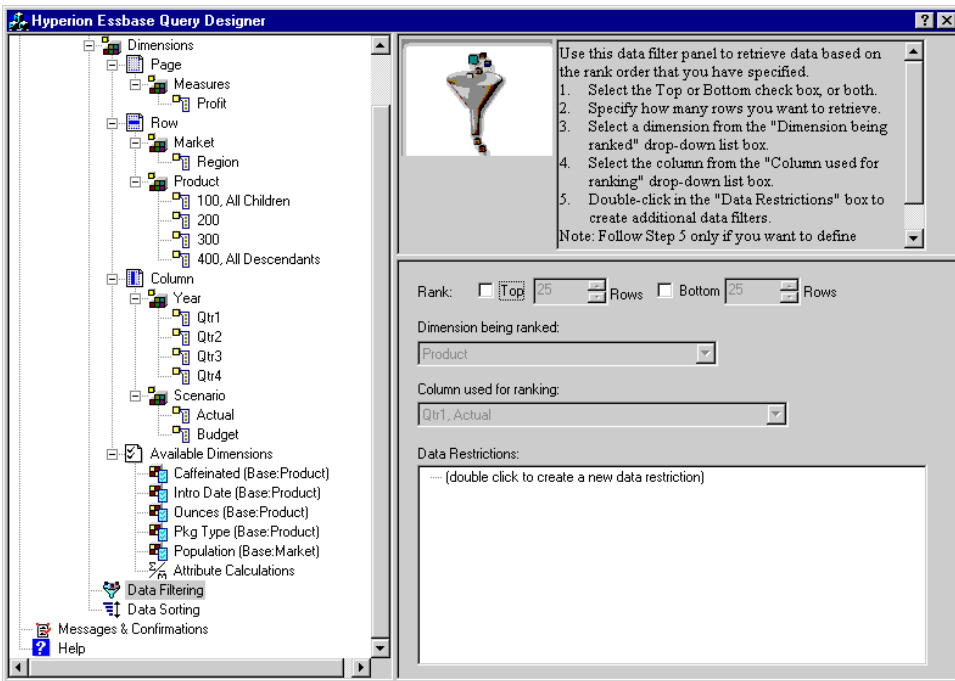 Hyperion Essbase Query Designer
Dimensions
Page
Measures
Profit
Row
Market
Region
Product
100, All Children
200
300
400, All Descendants
Column
Year
Qtr1
Qtr2
Qtr3
Qtr4
Scenario
Actual
Budget
Available Dimensions
Caffeinated (Base:Product)
Intro Date (Base:Product)
Ounces (Base:Product)
Pkg Type (Base:Product)
Population (Base:Market)
Attribute Calculations
Data Filtering
Data Sorting
Messages & Confirmations
Help
Use this data filter panel to retrieve data based on
the rank order that you have specified.
1. Select the Top or Bottom check box, or both.
2. Specify how many rows you want to retrieve.
3. Select a dimension from the "Dimension being
ranked" drop-down list box.
4. Select the column from the "Column used for
ranking" drop-down list box.
5. Double-click in the "Data Restrictions" box to
create additional data filters.
Note: Follow Step 5 only if you want to define
Rank: Top 25 Rows Bottom 25 Rows
Dimension being ranked:
Product
Column used for ranking:
Qtr1, Actual
Data Restrictions:
(double click to create a new data restriction)